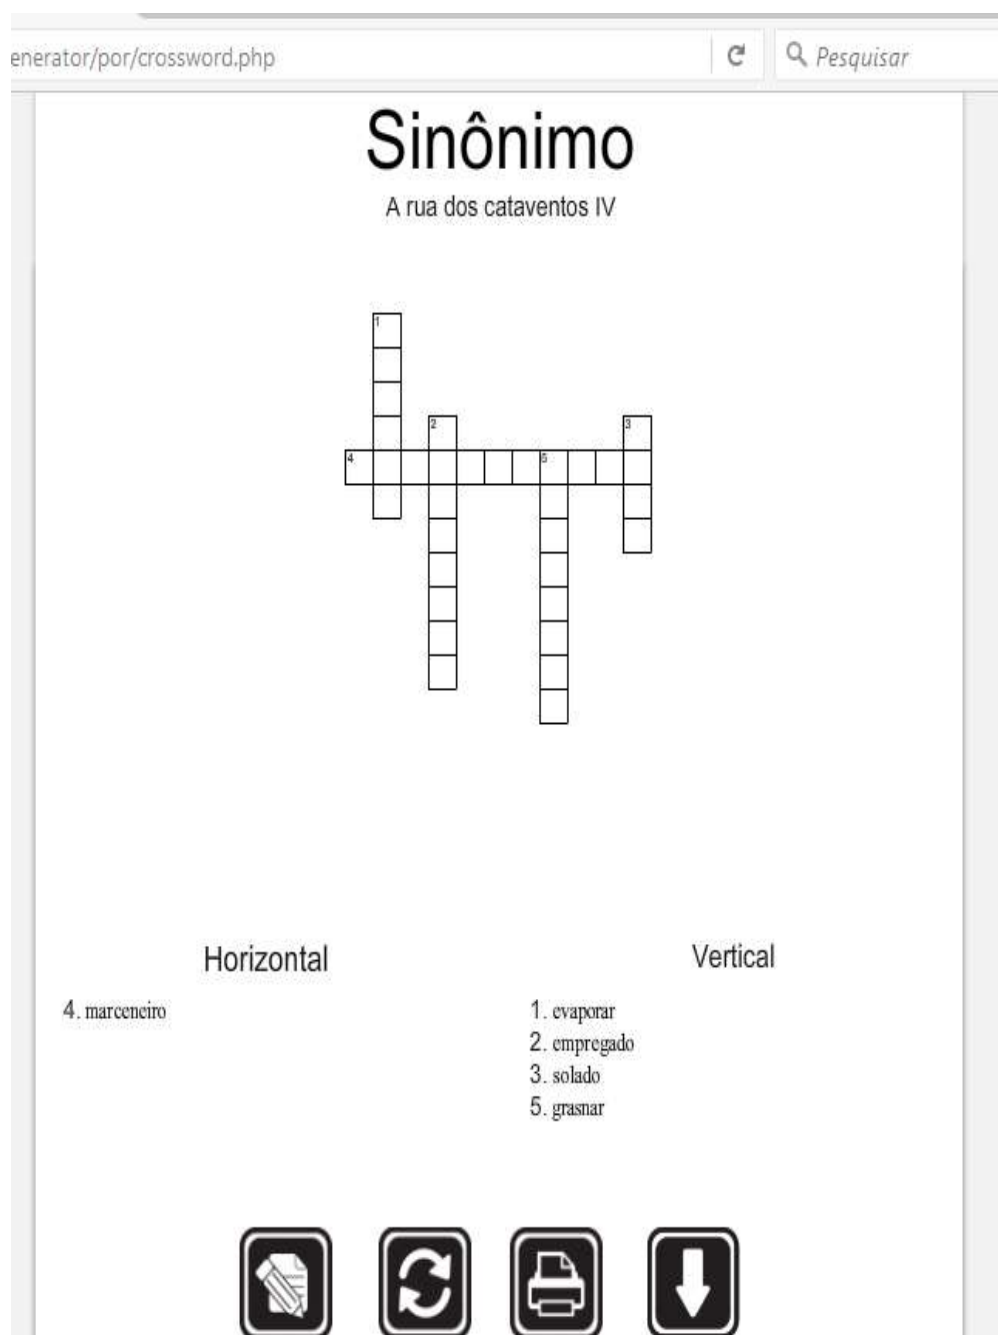 enerator/por/crossword.php
Pesquisar
Sinônimo
A rua dos cataventos IV
1
2
3
4
5
Horizontal
4. marceneiro
Vertical
1. evaporar
2. empregado
3. solado
5. grasnar